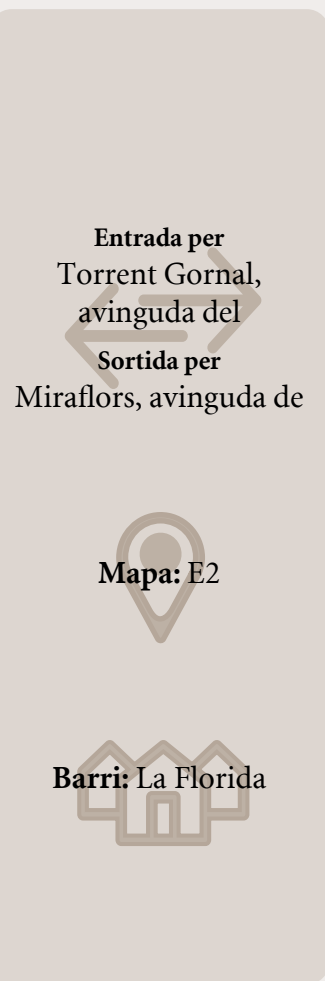 Entrada per
Torrent Gornal,
avinguda del
Sortida per
Miraflors, avinguda de
Mapa: E2
Barri: La Florida